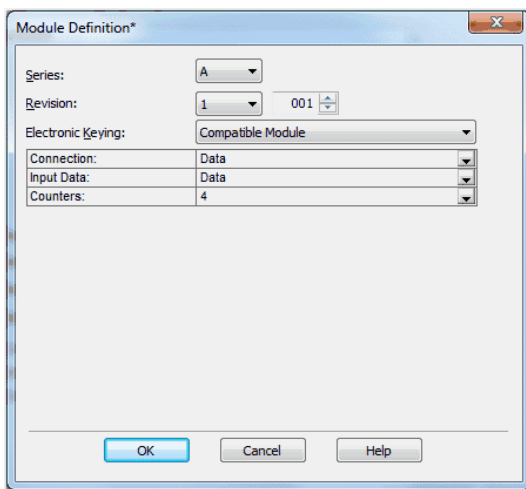 Module Definition*
Series: A
Revision: 1 001
Electronic Keying: Compatible Module
Connection: Data
Input Data: Data
Counters: 4
OK Cancel Help